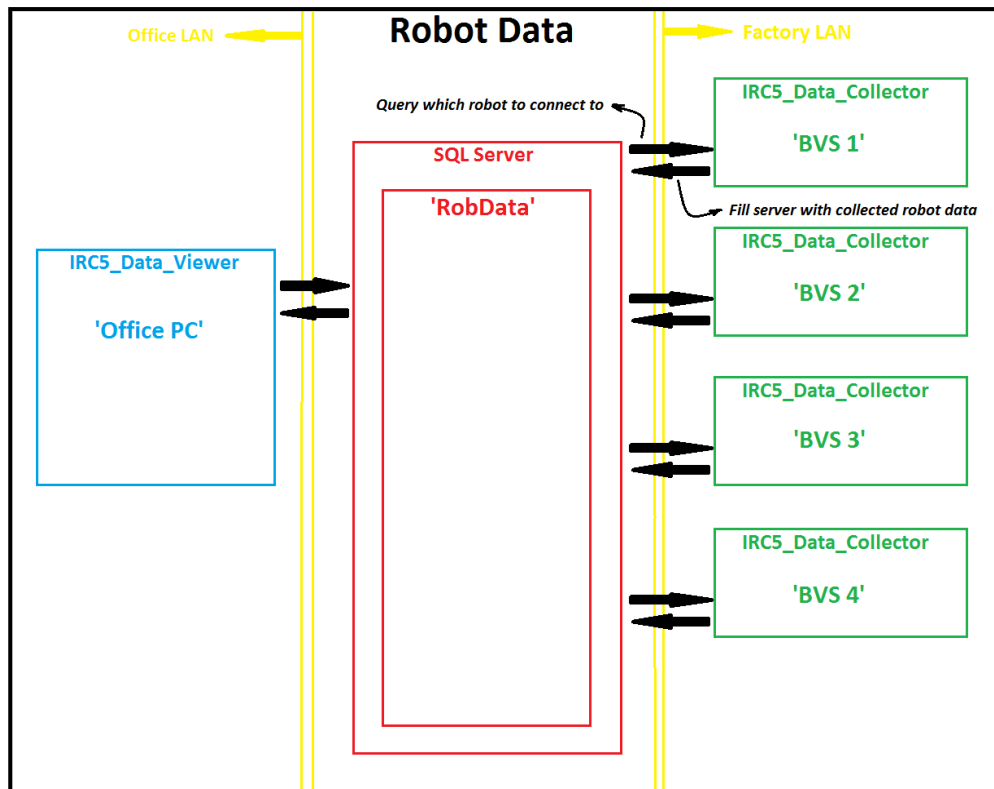 Robot Data
Office LAN
Factory LAN
Query which robot to connect to
IRC5_Data_Collector
'BVS 1'
SQL Server
'RobData'
Fill server with collected robot data
IRC5_Data_Viewer
'Office PC'
IRC5_Data_Collector
'BVS 2'
IRC5_Data_Collector
'BVS 3'
IRC5_Data_Collector
'BVS 4'